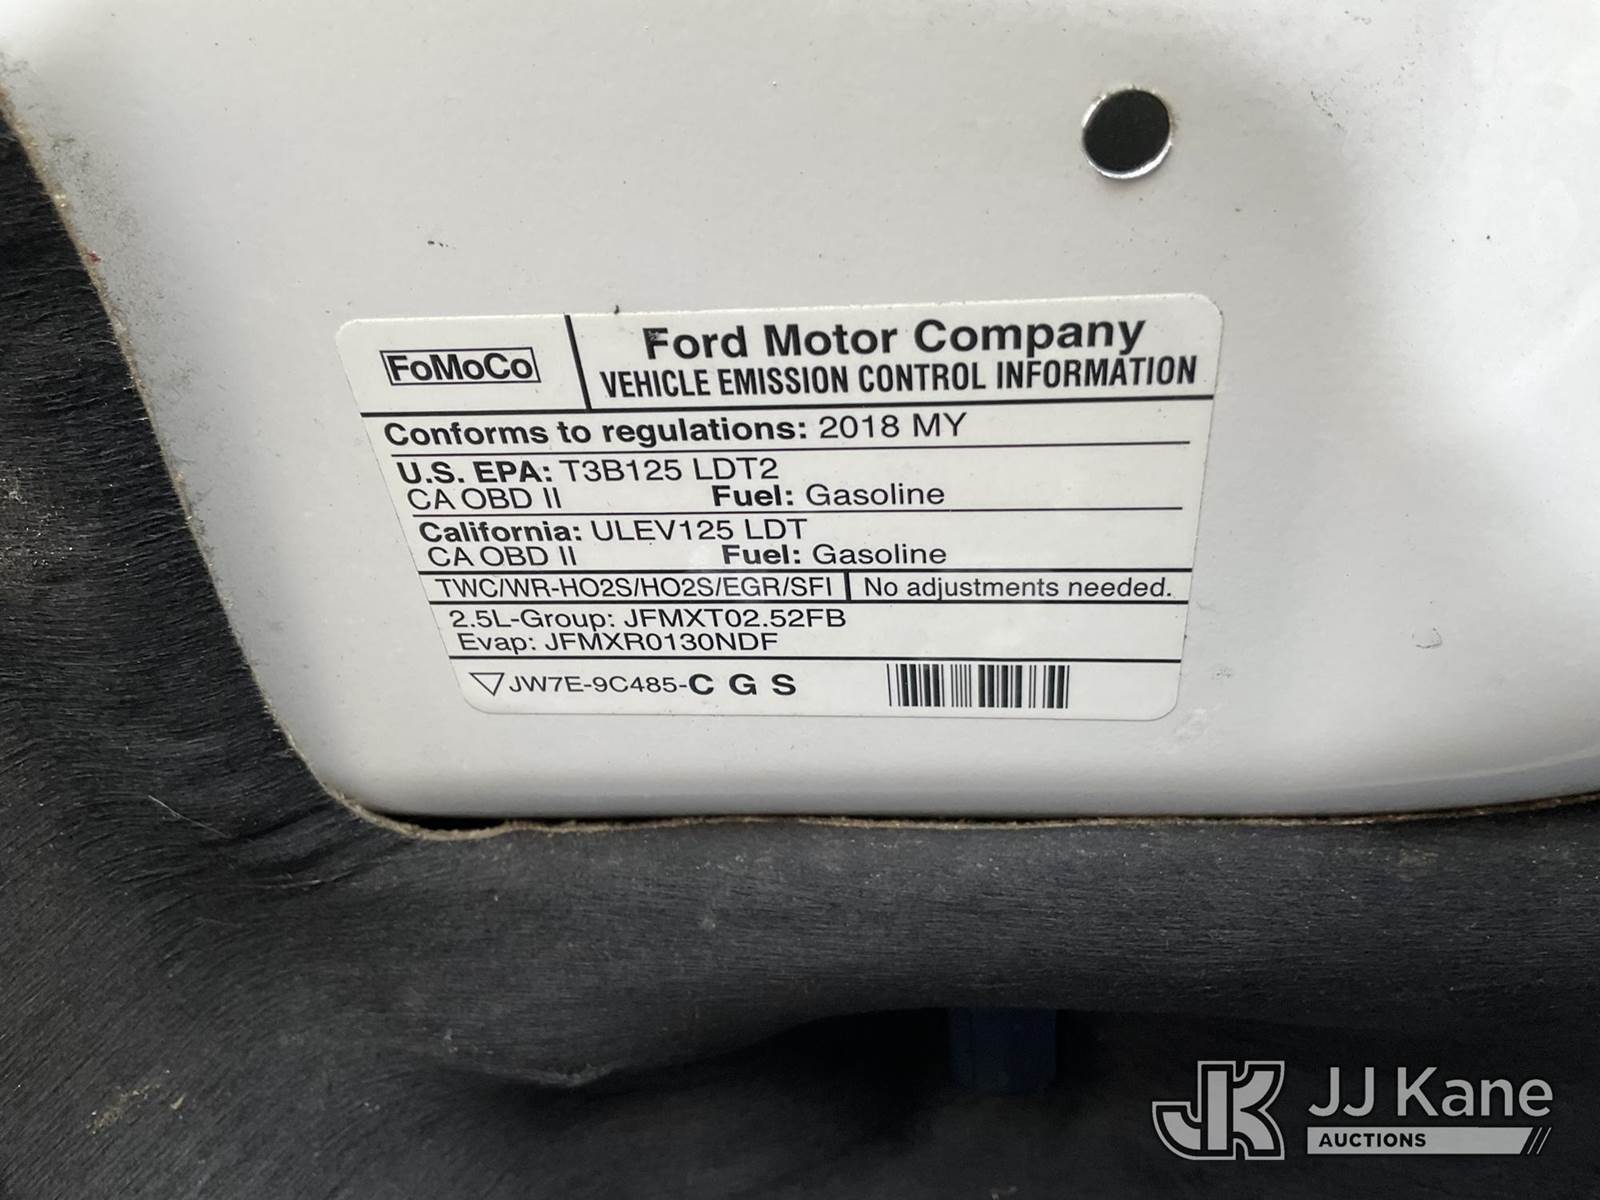 FoMoCo
Ford Motor Company
VEHICLE EMISSION CONTROL INFORMATION
Conforms to regulations: 2018 MY
U.S. EPA: T3B125 LDT2
CA OBD II Fuel: Gasoline
California: ULEV125 LDT
CA OBD II Fuel: Gasoline
TWC/WR-HO2S/HO2S/EGR/SFI No adjustments needed.
2.5L-Group: JFMXT02.52FB
Evap: JFMXR0130NDF
JW7E-9C485-C G S
JK JJ Kane
AUCTIONS